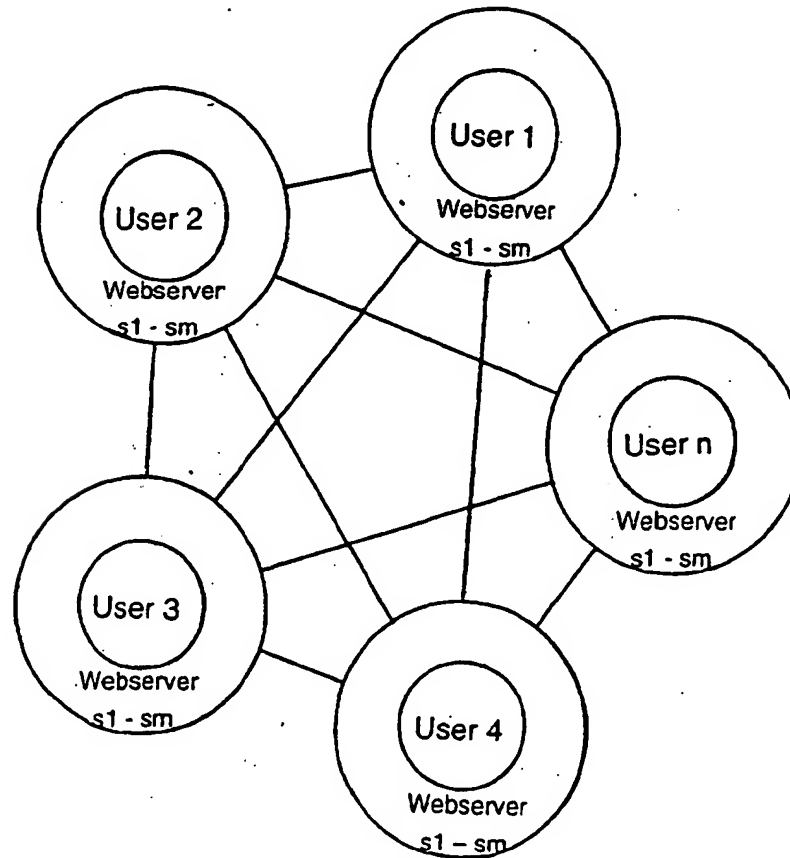 User 1
Webserver
s1 - sm
User 2
Webserver
s1 - sm
User n
Webserver
s1 - sm
User 3
Webserver
s1 - sm
User 4
Webserver
s1 – sm